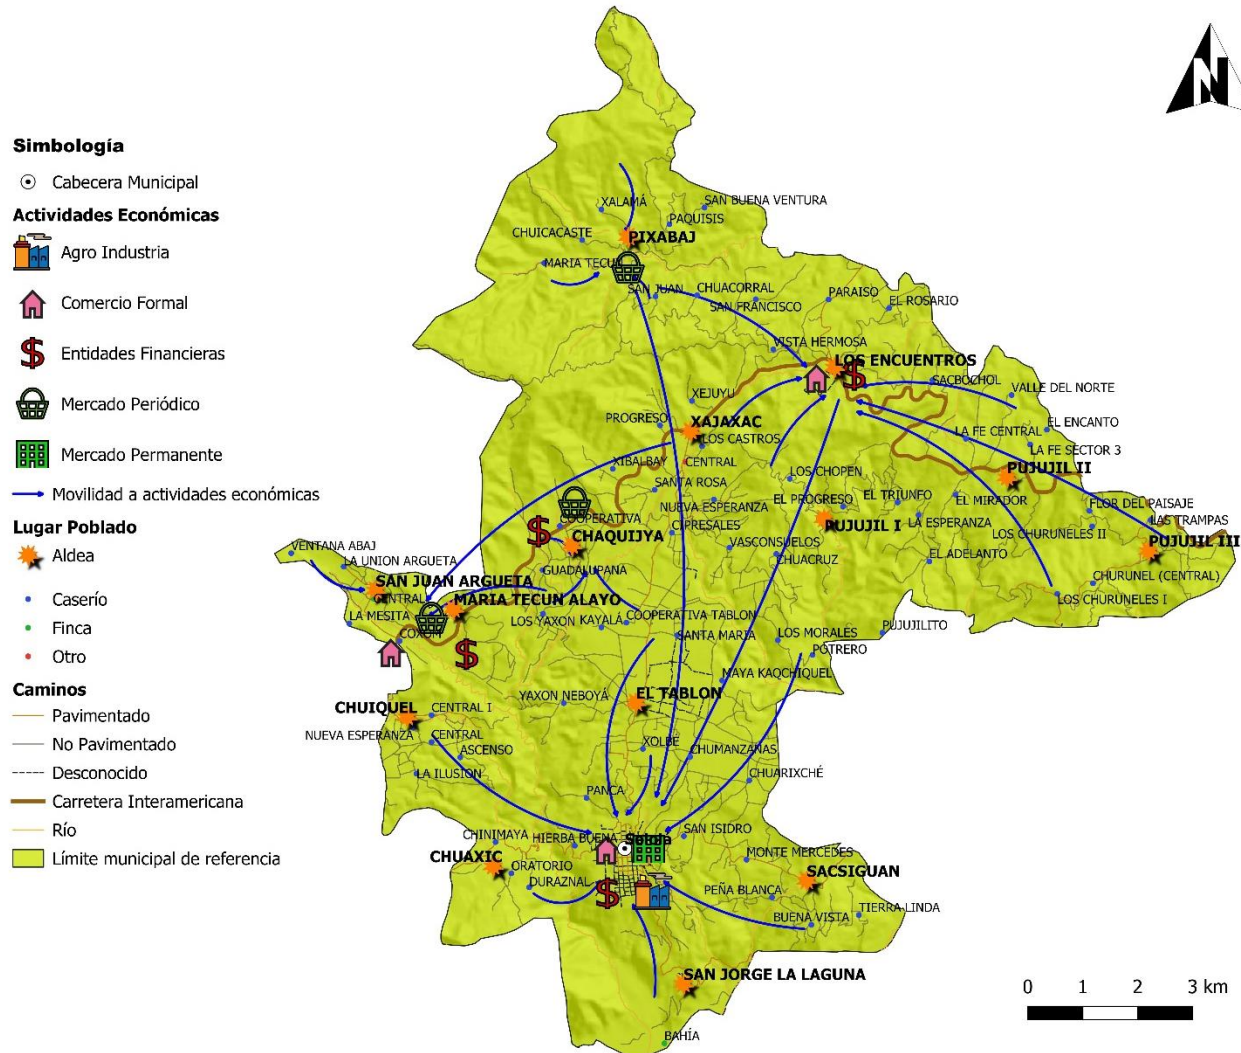 N
Simbología
Cabecera Municipal
Actividades Económicas
Agro Industria
Comercio Formal
Entidades Financieras
Mercado Periódico
Mercado Permanente
Movilidad a actividades económicas
Lugar Poblado
Aldea
Caserío
Finca
Otro
Caminos
Pavimentado
No Pavimentado
Desconocido
Carretera Interamericana
Río
Límite municipal de referencia
XALAMÁ
SAN BUENA VENTURA
PAQUISIS
CHUICACASTE
PIXABAJ
MARIA TECUN
SAN JUAN
CHUACORRAL
SAN FRANCISCO
PARAISO
EL ROSARIO
VISTA HERMOSA
LOS ENCUENTROS
SACBOCHOL
VALLE DEL NORTE
XEJUYU
PROGRESO
XAJAXAC
LOS CASTROS
CENTRAL
EL ENCANTO
LA FE CENTRAL
LA FE SECTOR 3
XIBALBAY
SANTA ROSA
LOS CHOPEN
PUJUJIL II
NUEVA ESPERANZA
EL PROGRESO
EL TRIUNFO
EL MIRADOR
FLOR DEL PAISAJE
COOPERATIVA
CIPRESALES
PUJUJIL I
LA ESPERANZA
LAS TRAMPAS
LOS CHURUNELES II
CHAQUIJYA
VASCONSUELOS
CHUACRUZ
EL ADELANTO
PUJUJIL III
VENTANA ABAJ
LA UNION ARGUETA
GUADALUPANA
SAN JUAN ARGUETA
CENTRAL
CHURUNEL (CENTRAL)
LOS CHURUNELES I
MARIA TECUN ALAYO
LA MESITA
LOS YAXON
KAYALÁ
COOPERATIVA TABLON
COXOM
SANTA MARIA
LOS MORALES
PUJUJILITO
POTRERO
MAYA KAQCHIQUEL
YAXON NEBOYÁ
EL TABLON
CHUIQUEL
CENTRAL I
NUEVA ESPERANZA
CENTRAL
ASCENSO
XOLBE
CHUMANZANAS
LA ILUSION
CHUARIXCHÉ
PANCA
CHINIMAYA
HIERBA BUENA
Solola
SAN ISIDRO
CHUAXIC
ORATORIO
DURAZNAL
MONTE MERCEDES
SACSIGUAN
PEÑA BLANCA
TIERRA LINDA
BUENA VISTA
SAN JORGE LA LAGUNA
BAHÍA
0 1 2 3 km